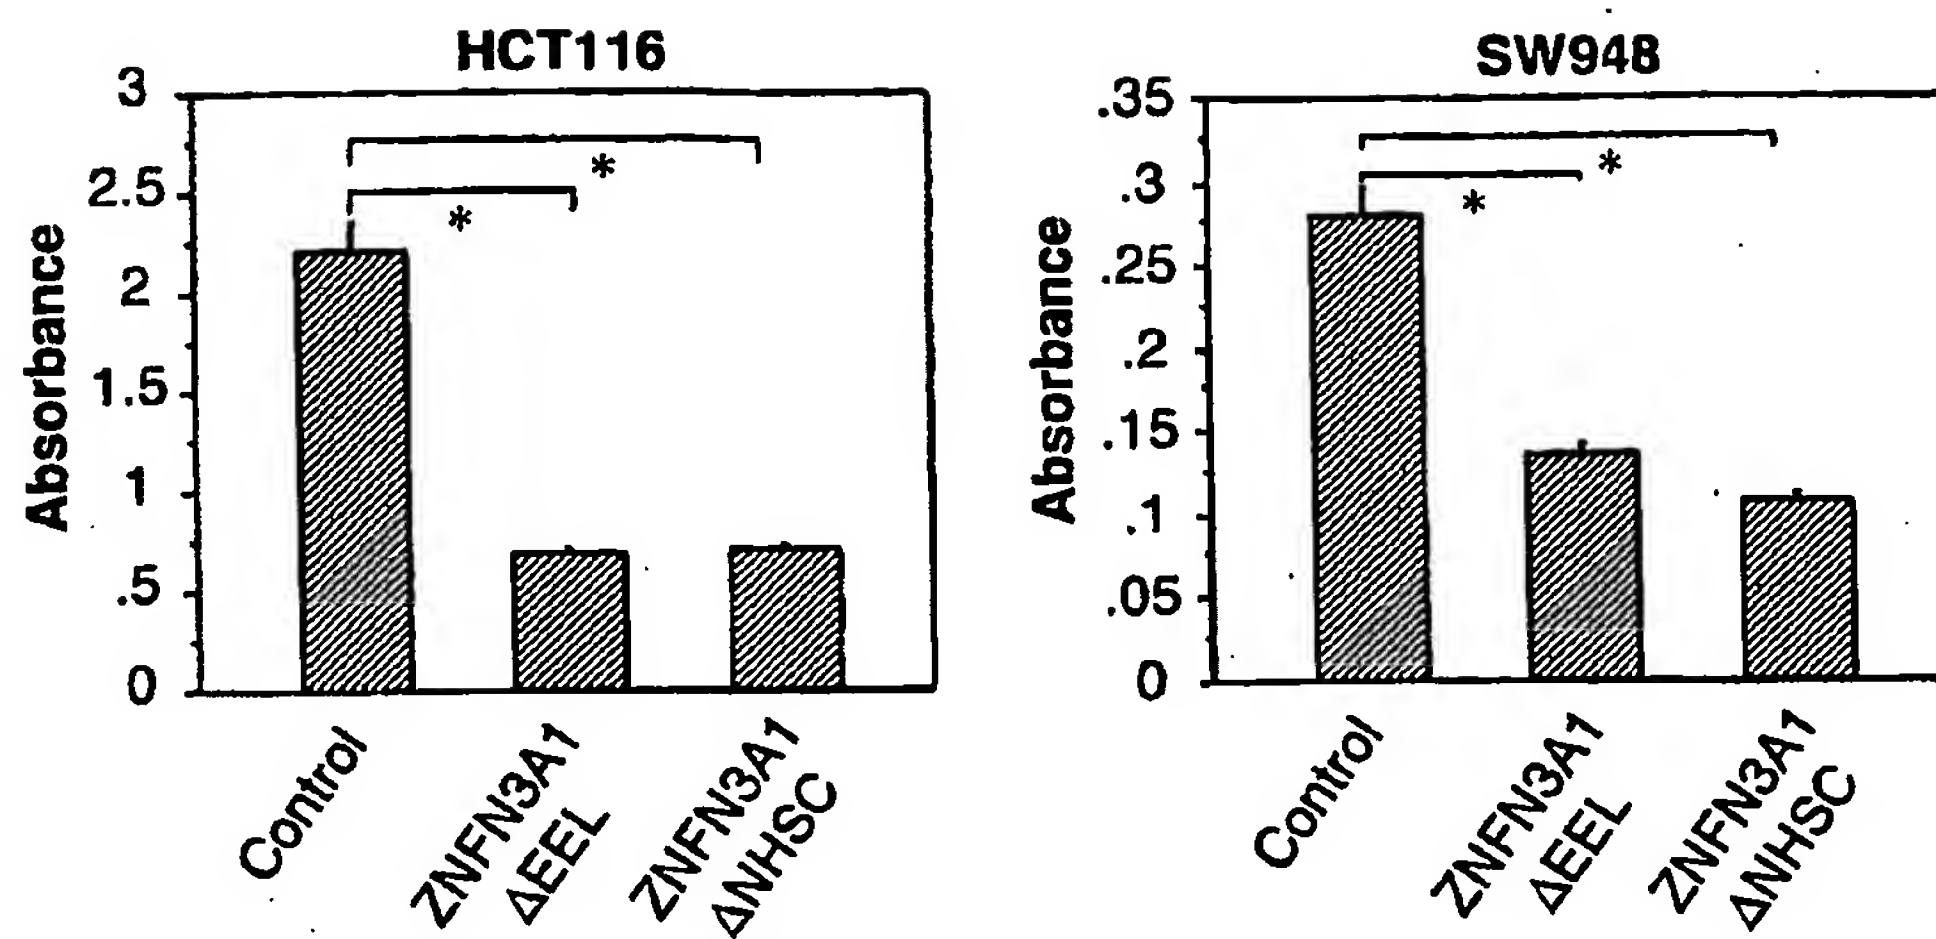 HCT116
3
2.5
2
1.5
1
.5
0
Absorbance
*
*
Control
ZNFN3A1
ΔEEL
ZNFN3A1
ΔNHSC
SW948
.35
.3
.25
.2
.15
.1
.05
0
Absorbance
*
*
Control
ZNFN3A1
ΔEEL
ZNFN3A1
ΔNHSC